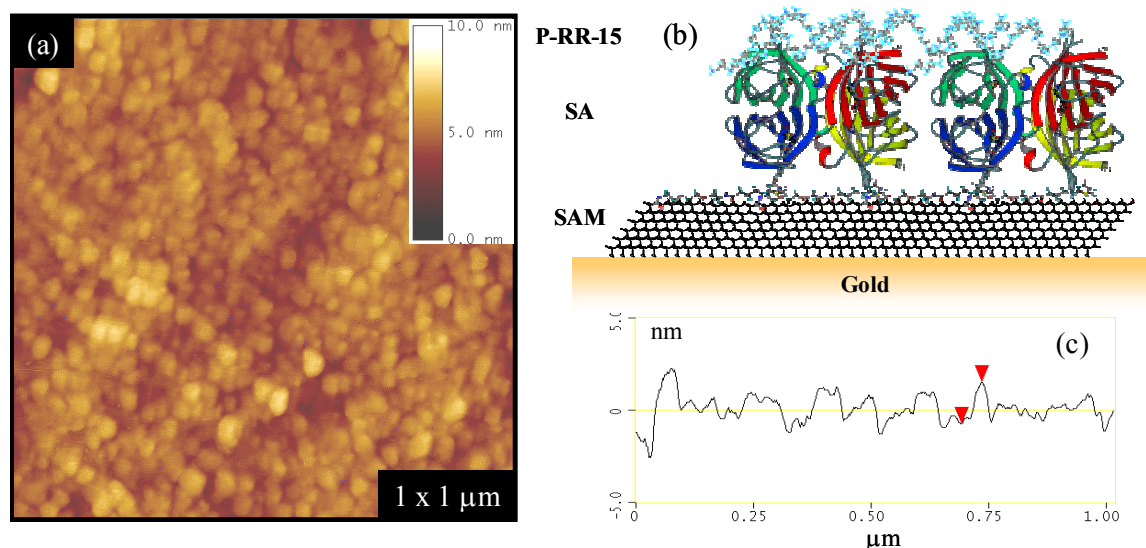 (a)
10.0 nm
5.0 nm
0.0 nm
1 x 1 μm
P-RR-15
(b)
SA
SAM
Gold
5.0
nm
(c)
0
-5.0
0
0.25
0.50
0.75
1.00
μm